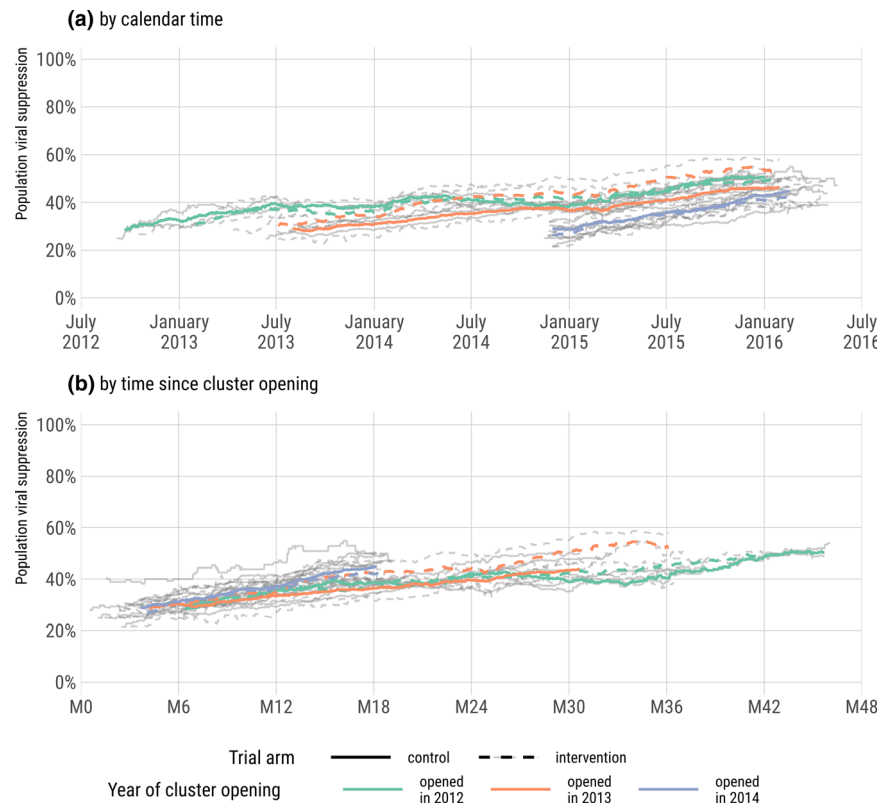 (a) by calendar time
Population viral suppression
100%
80%
60%
40%
20%
0%
July 2012
January 2013
July 2013
January 2014
July 2014
January 2015
July 2015
January 2016
July 2016
(b) by time since cluster opening
Population viral suppression
100%
80%
60%
40%
20%
0%
M0 M6 M12 M18 M24 M30 M36 M42 M48
Trial arm control intervention
Year of cluster opening
opened in 2012
opened in 2013
opened in 2014